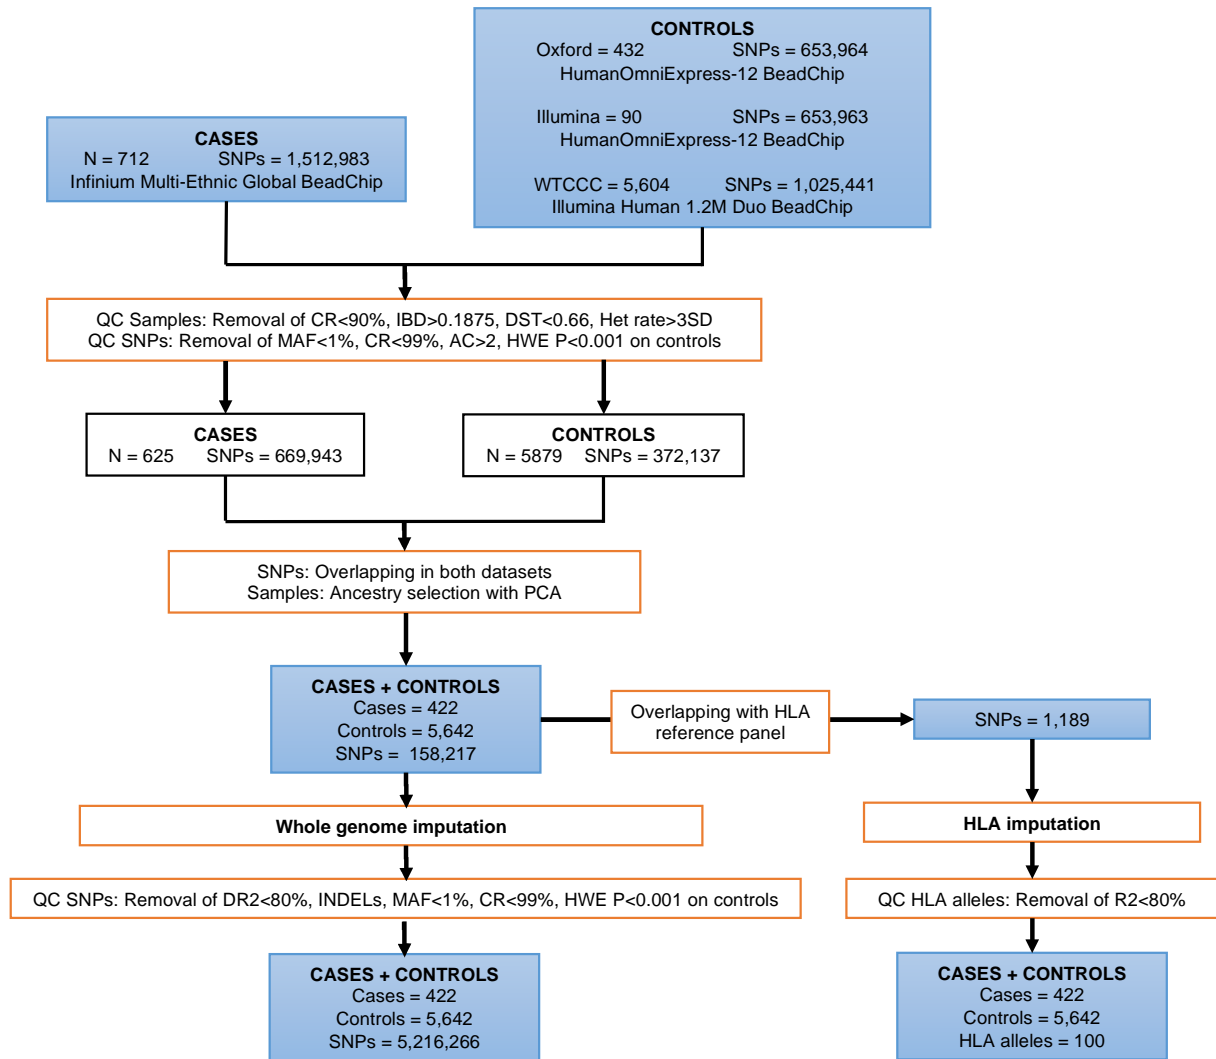 CONTROLS
Oxford = 432 SNPs = 653,964
HumanOmniExpress-12 BeadChip
Illumina = 90 SNPs = 653,963
HumanOmniExpress-12 BeadChip
WTCCC = 5,604 SNPs = 1,025,441
Illumina Human 1.2M Duo BeadChip
CASES
N = 712 SNPs = 1,512,983
Infinium Multi-Ethnic Global BeadChip
QC Samples: Removal of CR<90%, IBD>0.1875, DST<0.66, Het rate>3SD
QC SNPs: Removal of MAF<1%, CR<99%, AC>2, HWE P<0.001 on controls
CASES
N = 625 SNPs = 669,943
CONTROLS
N = 5879 SNPs = 372,137
SNPs: Overlapping in both datasets
Samples: Ancestry selection with PCA
CASES + CONTROLS
Cases = 422
Controls = 5,642
SNPs = 158,217
Overlapping with HLA
reference panel
SNPs = 1,189
Whole genome imputation
HLA imputation
QC SNPs: Removal of DR2<80%, INDELs, MAF<1%, CR<99%, HWE P<0.001 on controls
QC HLA alleles: Removal of R2<80%
CASES + CONTROLS
Cases = 422
Controls = 5,642
SNPs = 5,216,266
CASES + CONTROLS
Cases = 422
Controls = 5,642
HLA alleles = 100